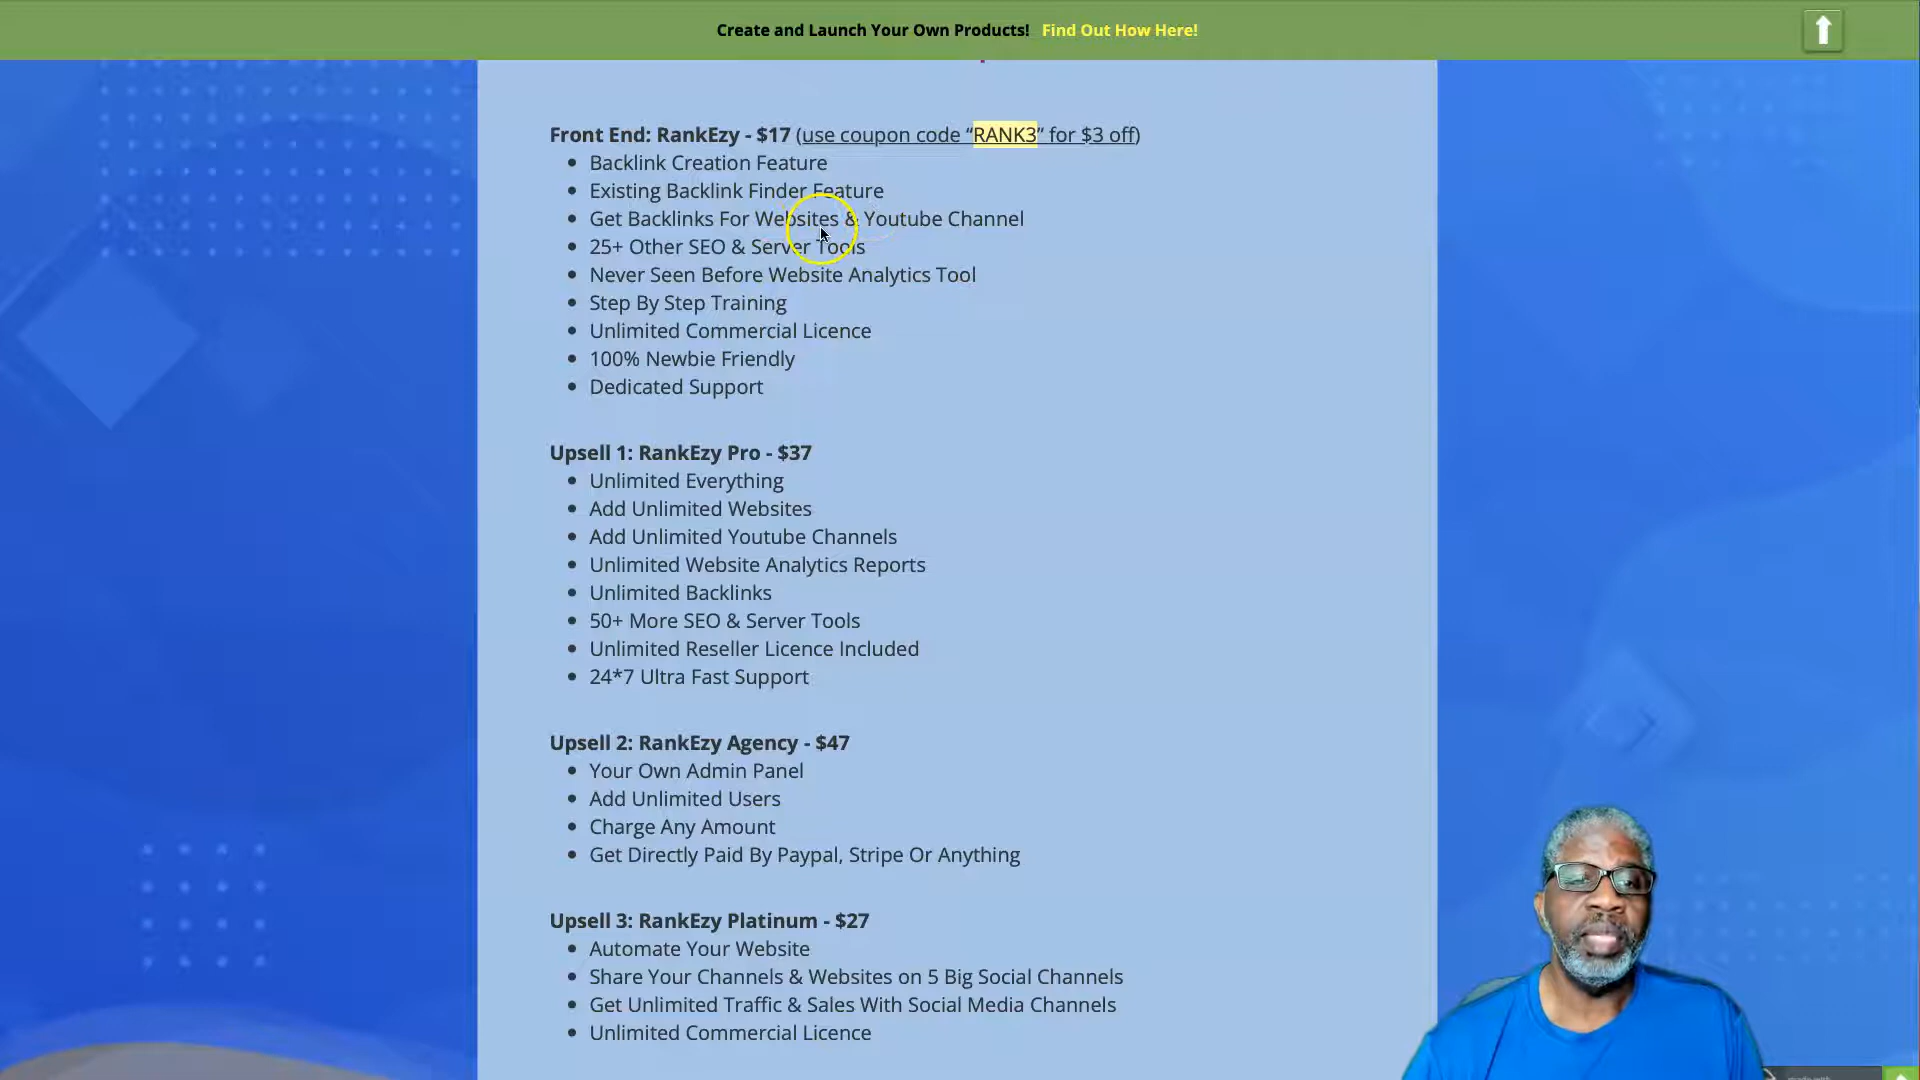 Create and Launch Your Own Products! Find Out How Here!
Front End: RankEzy - $17 (use coupon code “RANK3” for $3 off)
Backlink Creation Feature
Existing Backlink Finder Feature
Get Backlinks For Websites & Youtube Channel
25+ Other SEO & Server Tools
Never Seen Before Website Analytics Tool
Step By Step Training
Unlimited Commercial Licence
100% Newbie Friendly
Dedicated Support
Upsell 1: RankEzy Pro - $37
Unlimited Everything
Add Unlimited Websites
Add Unlimited Youtube Channels
Unlimited Website Analytics Reports
Unlimited Backlinks
50+ More SEO & Server Tools
Unlimited Reseller Licence Included
24*7 Ultra Fast Support
Upsell 2: RankEzy Agency - $47
Your Own Admin Panel
Add Unlimited Users
Charge Any Amount
Get Directly Paid By Paypal, Stripe Or Anything
Upsell 3: RankEzy Platinum - $27
Automate Your Website
Share Your Channels & Websites on 5 Big Social Channels
Get Unlimited Traffic & Sales With Social Media Channels
Unlimited Commercial Licence